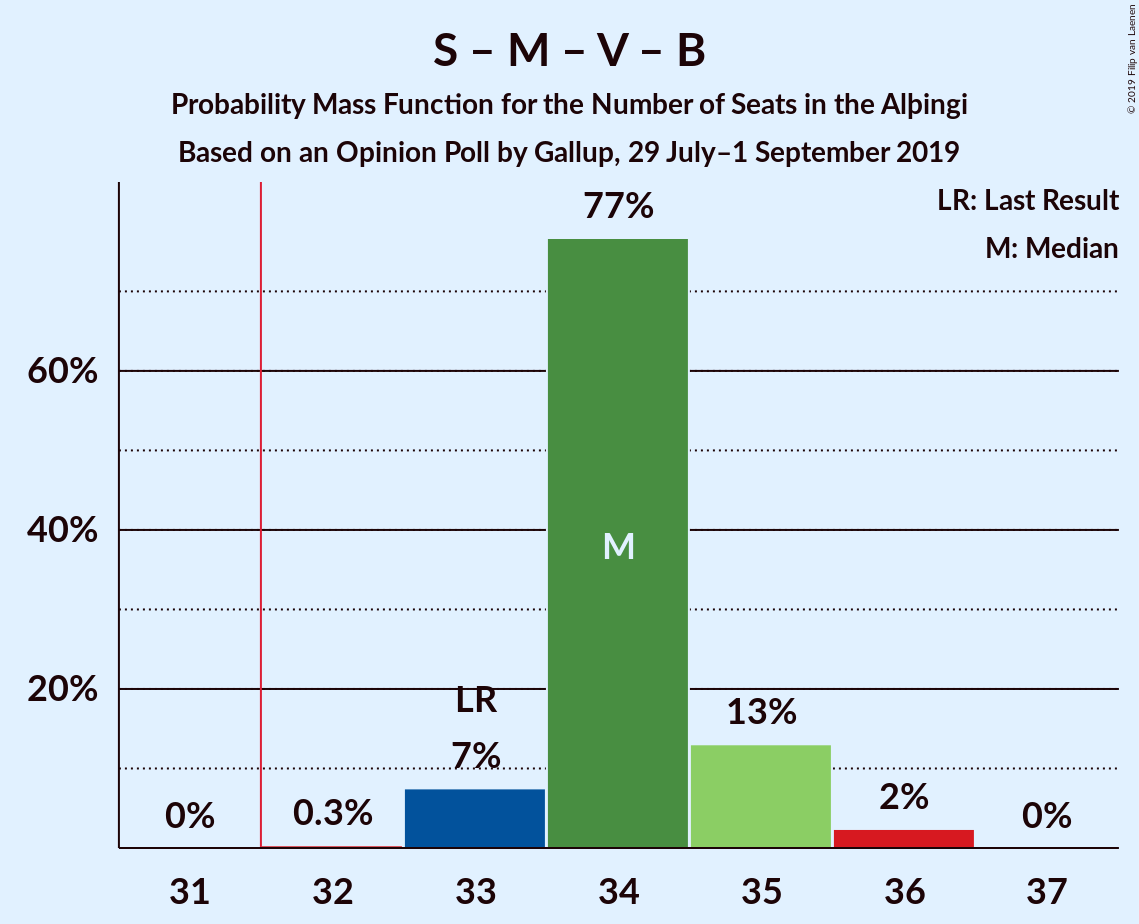 S – M – V – B
Probability Mass Function for the Number of Seats in the Alþingi
Based on an Opinion Poll by Gallup, 29 July–1 September 2019
© 2019 Filip van Laenen
LR: Last Result
M: Median
77%
60%
40%
20%
M
LR
0%
0.3%
7%
13%
2%
0%
31
32
33
34
35
36
37